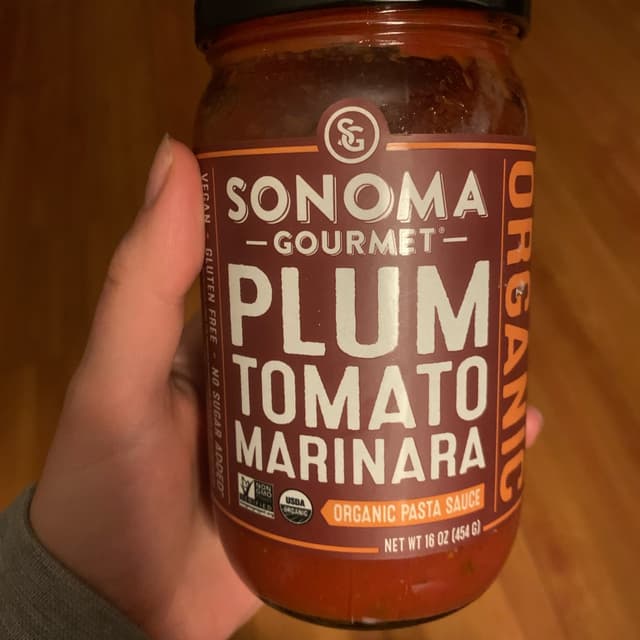 SG
SONOMA
GOURMET®
PLUM
TOMATO
MARINARA
ORGANIC
VEGAN - GLUTEN FREE - NO SUGAR ADDED
NON
GMO
USDA
ORGANIC
ORGANIC PASTA SAUCE
NET WT 16 OZ (454 G)